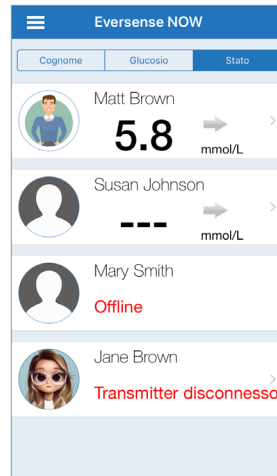 Eversense NOW
Cognome Glucosio Stato
Matt Brown
5.8
mmol/L
Susan Johnson
---
mmol/L
Mary Smith
Offline
Jane Brown
Transmitter disconnesso